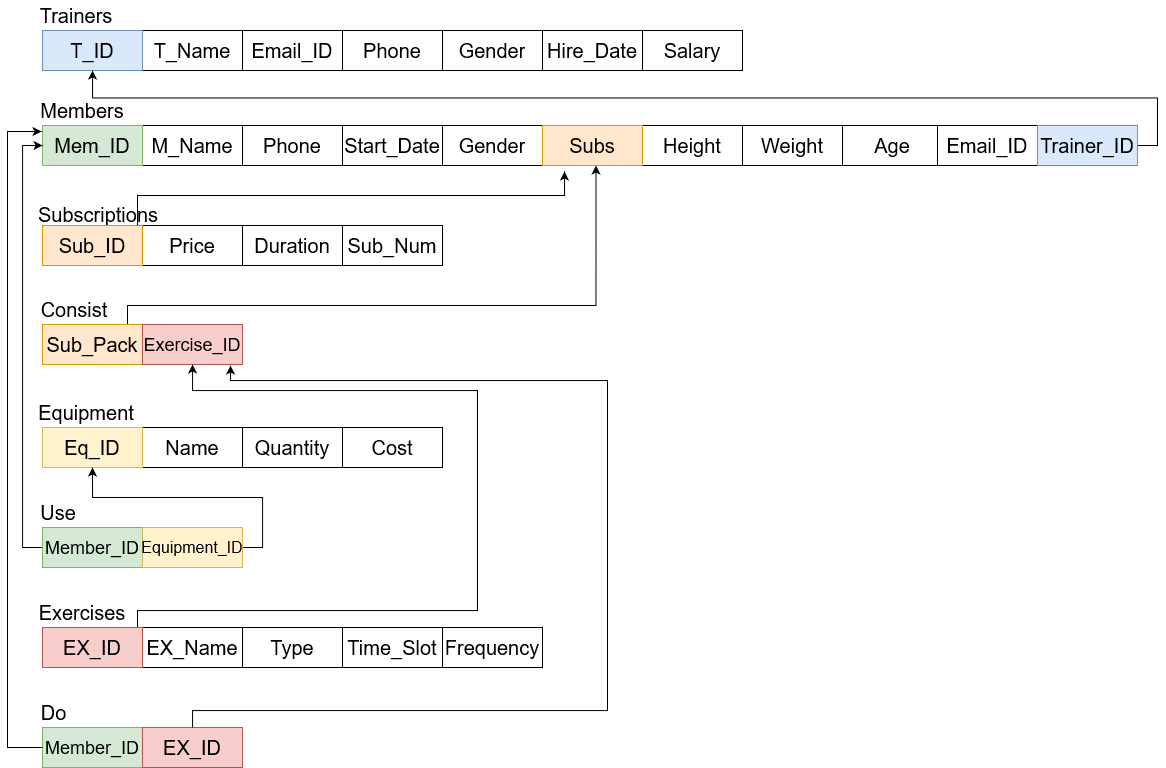 Trainers
T_ID T_Name Email_ID Phone Gender Hire_Date Salary
Members
Mem_ID M_Name Phone Start_Date Gender Subs Height Weight Age Email_ID Trainer_ID
Subscriptions
Sub_ID Price Duration Sub_Num
Consist
Sub_Pack Exercise_ID
Equipment
Eq_ID Name Quantity Cost
Use
Member_ID Equipment_ID
Exercises
EX_ID EX_Name Type Time_Slot Frequency
Do
Member_ID EX_ID